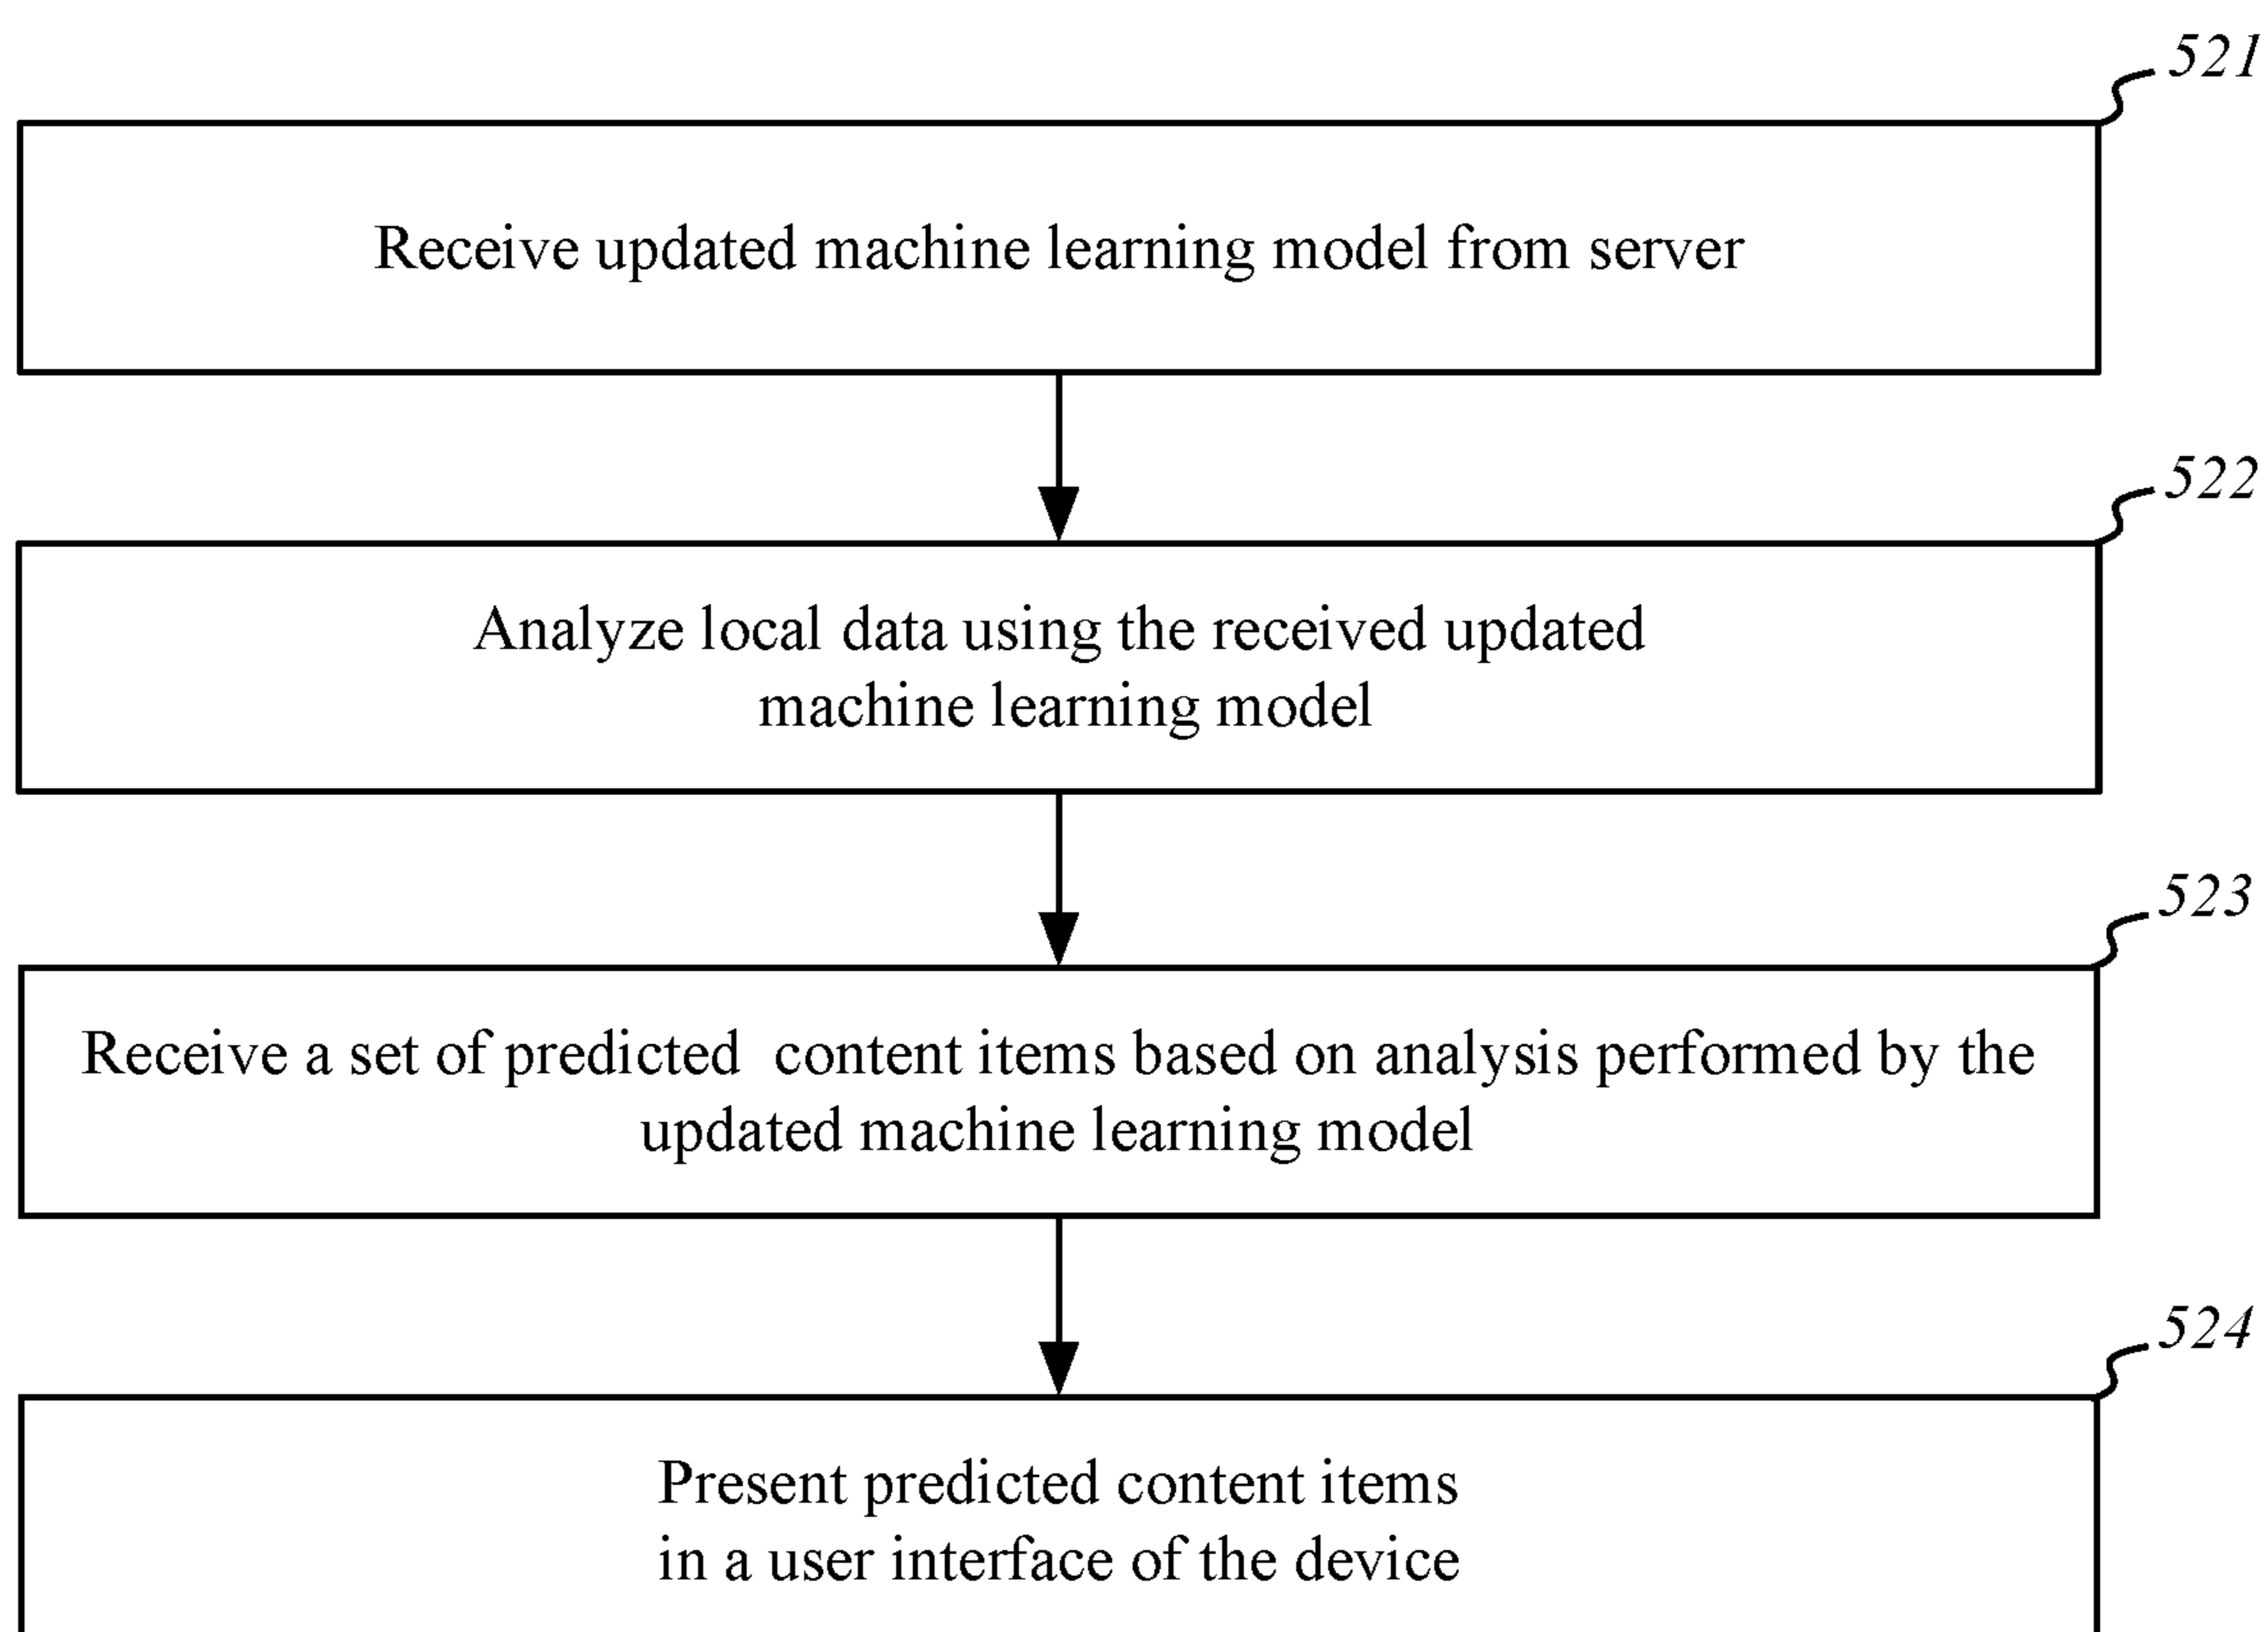 521
Receive updated machine learning model from server
522
Analyze local data using the received updated
machine learning model
523
Receive a set of predicted  content items based on analysis performed by the
updated machine learning model
524
Present predicted content items
in a user interface of the device